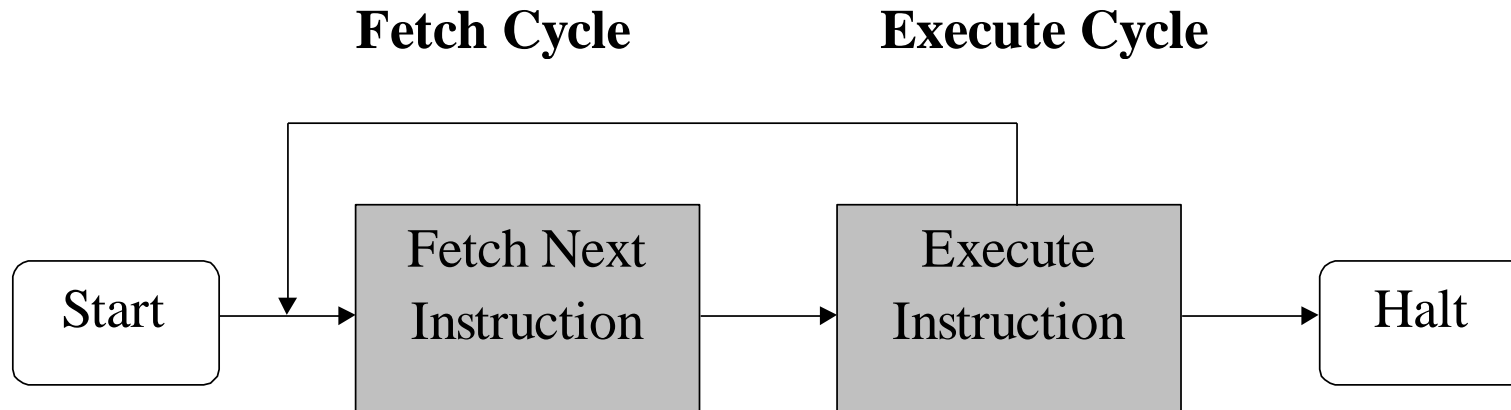 Fetch Cycle
Execute Cycle
Start
Fetch Next
Instruction
Execute
Instruction
Halt